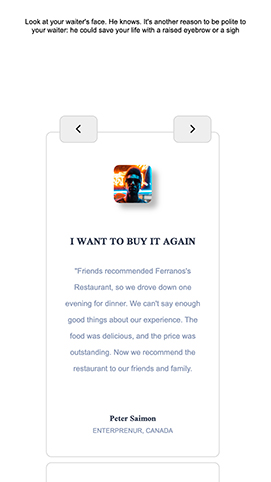 Look at your waiter's face. He knows. It's another reason to be polite to
your waiter: he could save your life with a raised eyebrow or a sigh
I WANT TO BUY IT AGAIN
"Friends recommended Ferranos's
Restaurant, so we drove down one
evening for dinner. We can't say enough
good things about our experience. The
food was delicious, and the price was
outstanding. Now we recommend the
restaurant to our friends and family.
Peter Saimon
ENTERPRENUR, CANADA